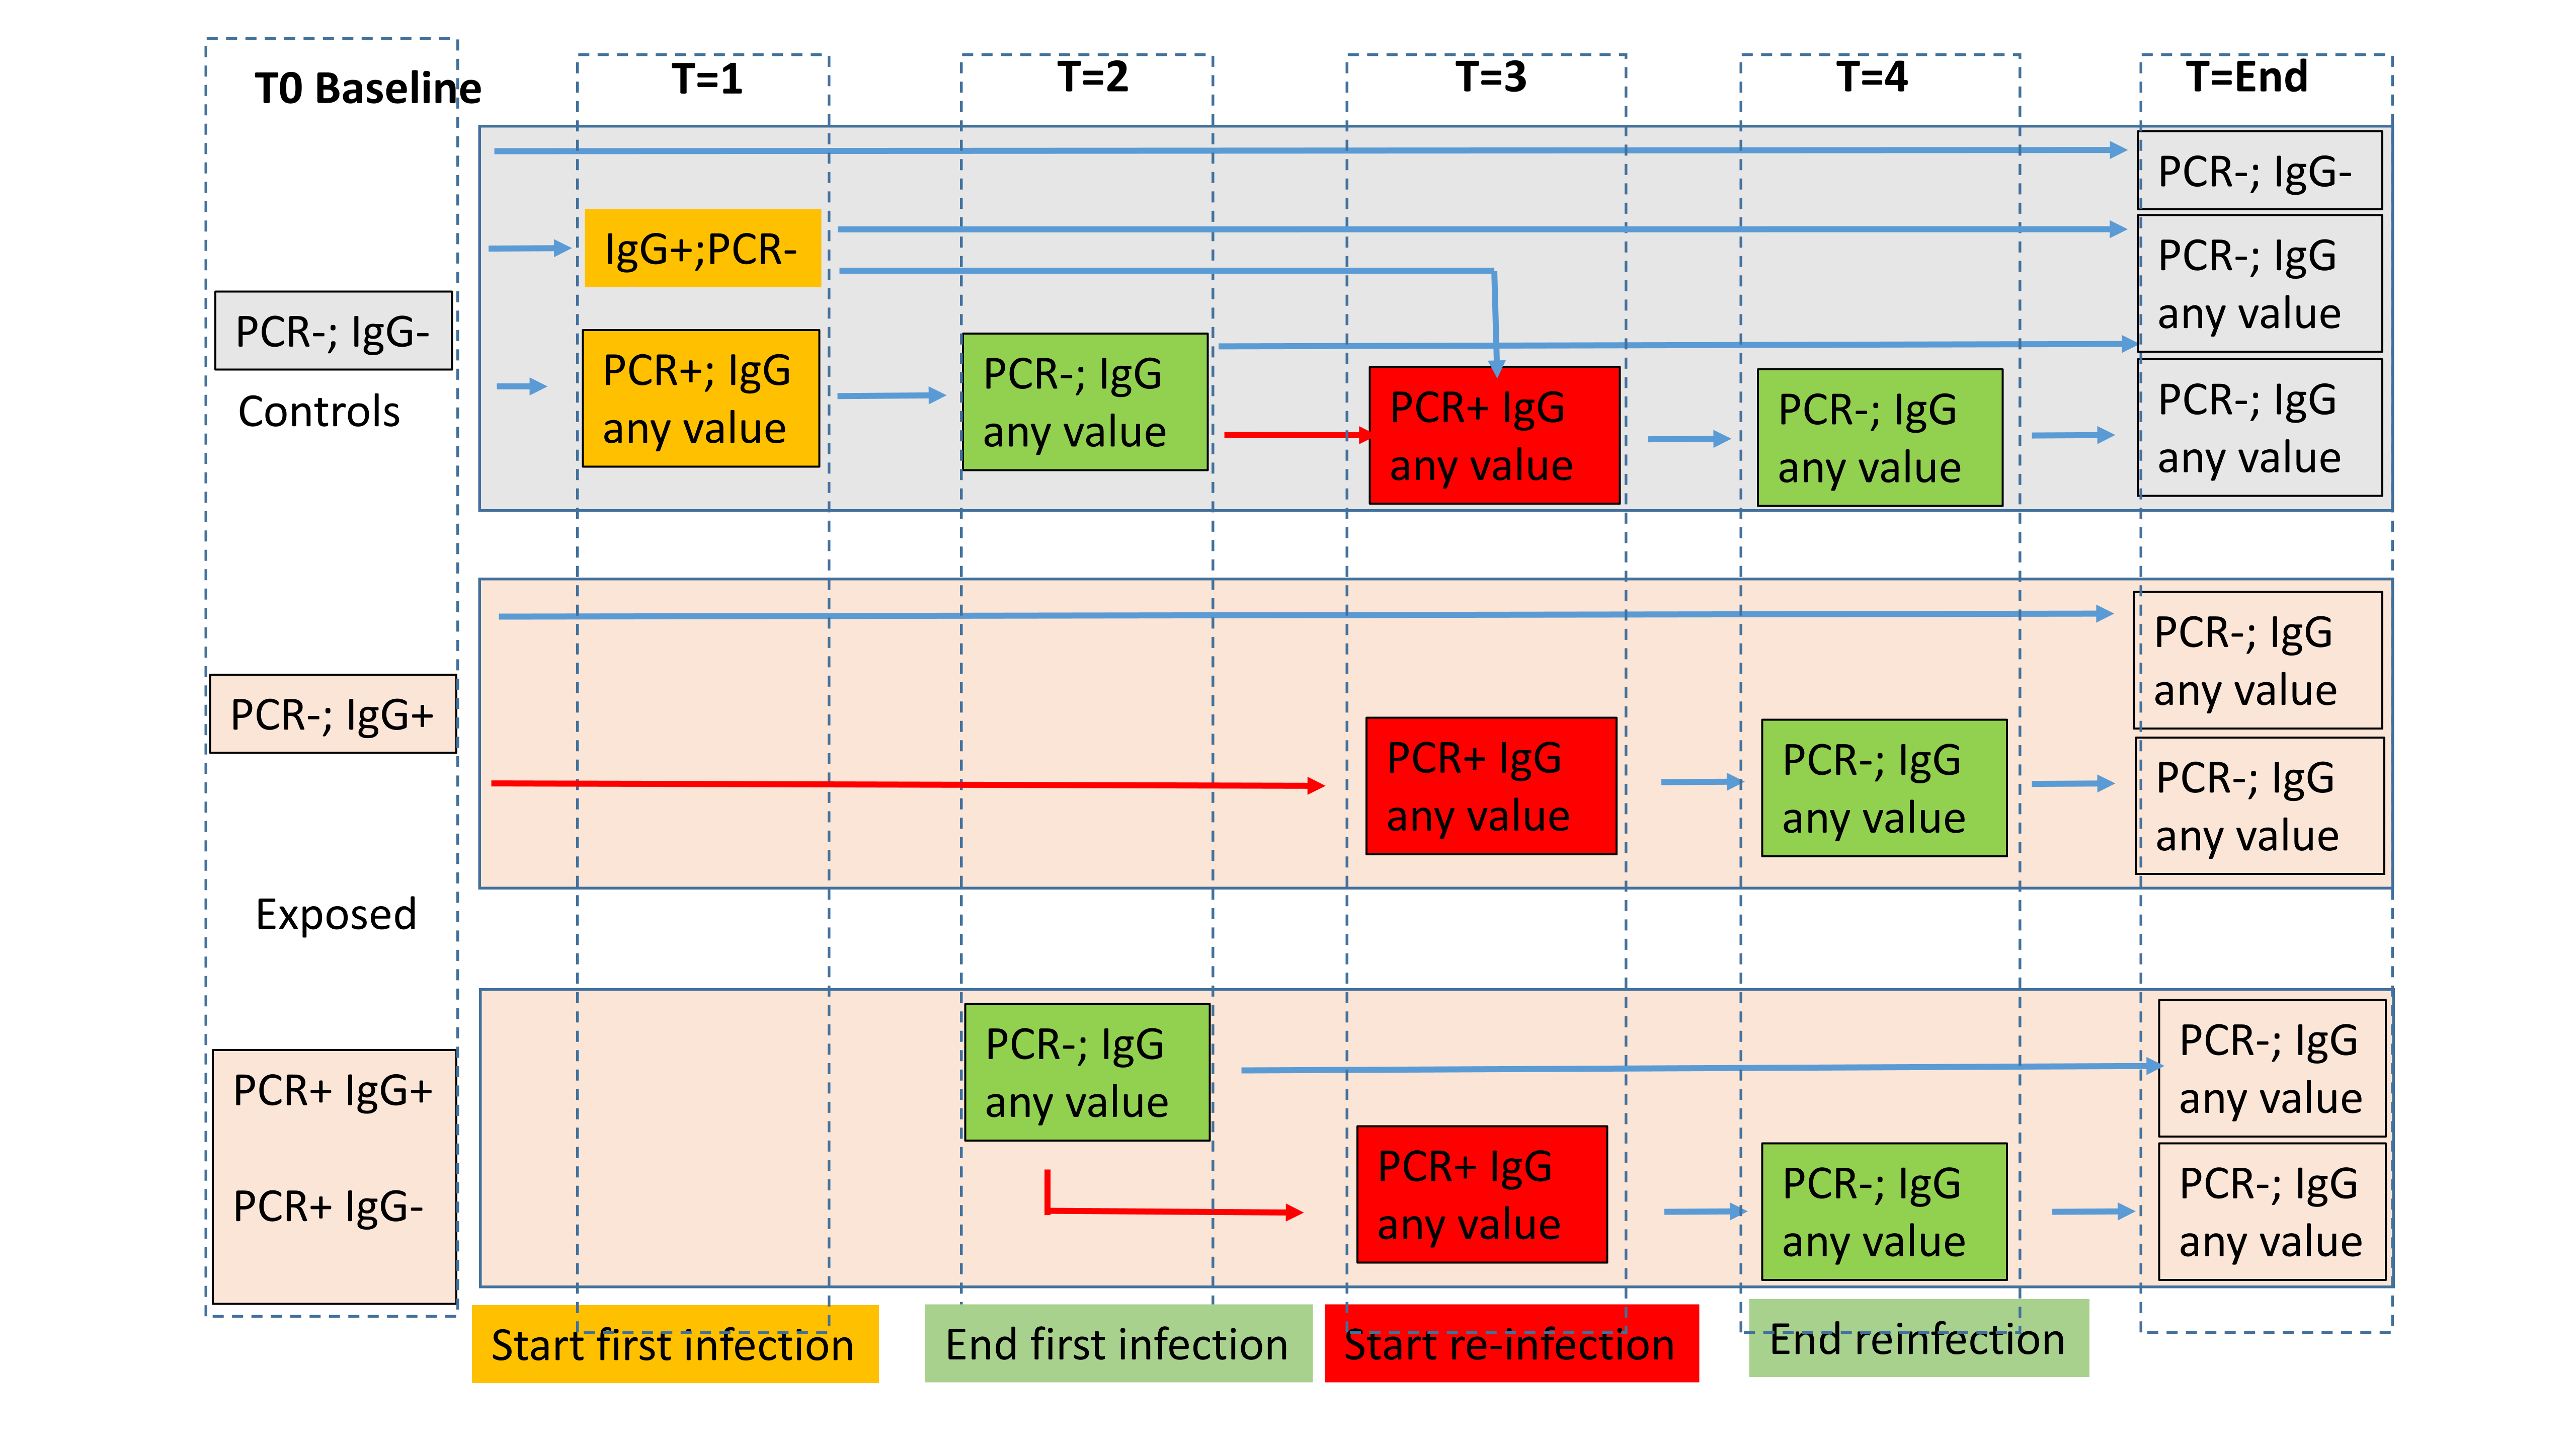 T0 Baseline
T=1
T=2
T=3
T=4
T=End
PCR-; IgG-
Controls
IgG+;PCR-
PCR+; IgG
any value
PCR-; IgG
any value
PCR+ IgG
any value
PCR-; IgG
any value
PCR-; IgG-
PCR-; IgG
any value
PCR-; IgG
any value
PCR-; IgG+
PCR+ IgG
any value
PCR-; IgG
any value
PCR-; IgG
any value
PCR-; IgG
any value
Exposed
PCR+ IgG+
PCR+ IgG-
PCR-; IgG
any value
PCR+ IgG
any value
PCR-; IgG
any value
PCR-; IgG
any value
PCR-; IgG
any value
Start first infection
End first infection
Start re-infection
End reinfection